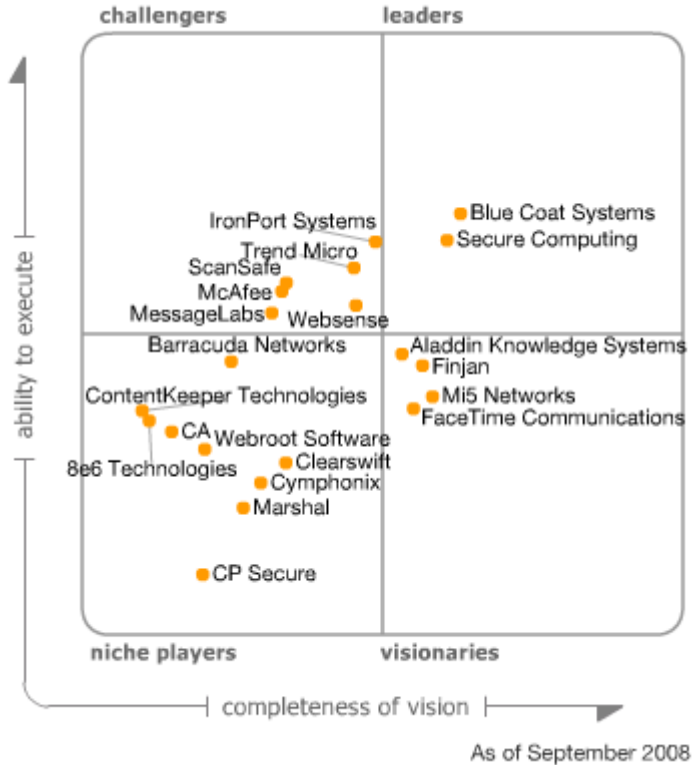 challengers
leaders
Blue Coat Systems
IronPort Systems
Secure Computing
Trend Micro
ScanSafe
McAfee
MessageLabs
Websense
Barracuda Networks
Aladdin Knowledge Systems
Finjan
ContentKeeper Technologies
Mi5 Networks
FaceTime Communications
CA
Webroot Software
8e6 Technologies
Clearswift
Cymphonix
Marshal
CP Secure
ability to execute
niche players
visionaries
completeness of vision
As of September 2008